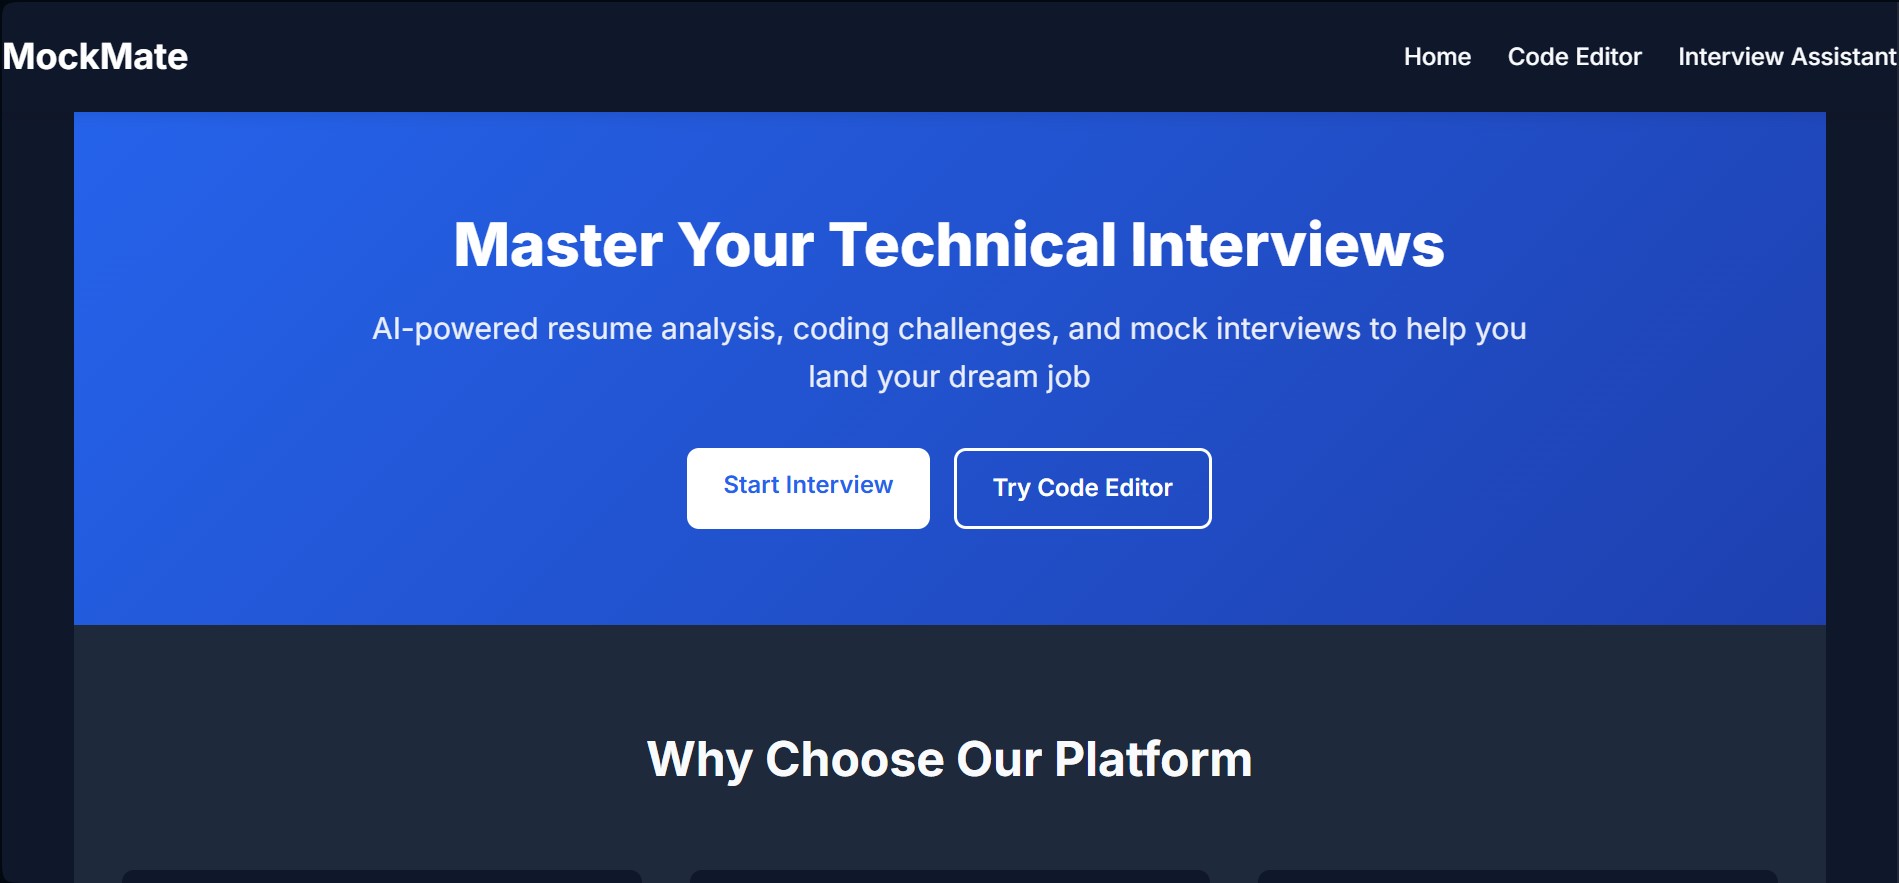 MockMate
Home
Code Editor
Interview Assistant
Master Your Technical Interviews
AI-powered resume analysis, coding challenges, and mock interviews to help you
land your dream job
Start Interview
Try Code Editor
Why Choose Our Platform